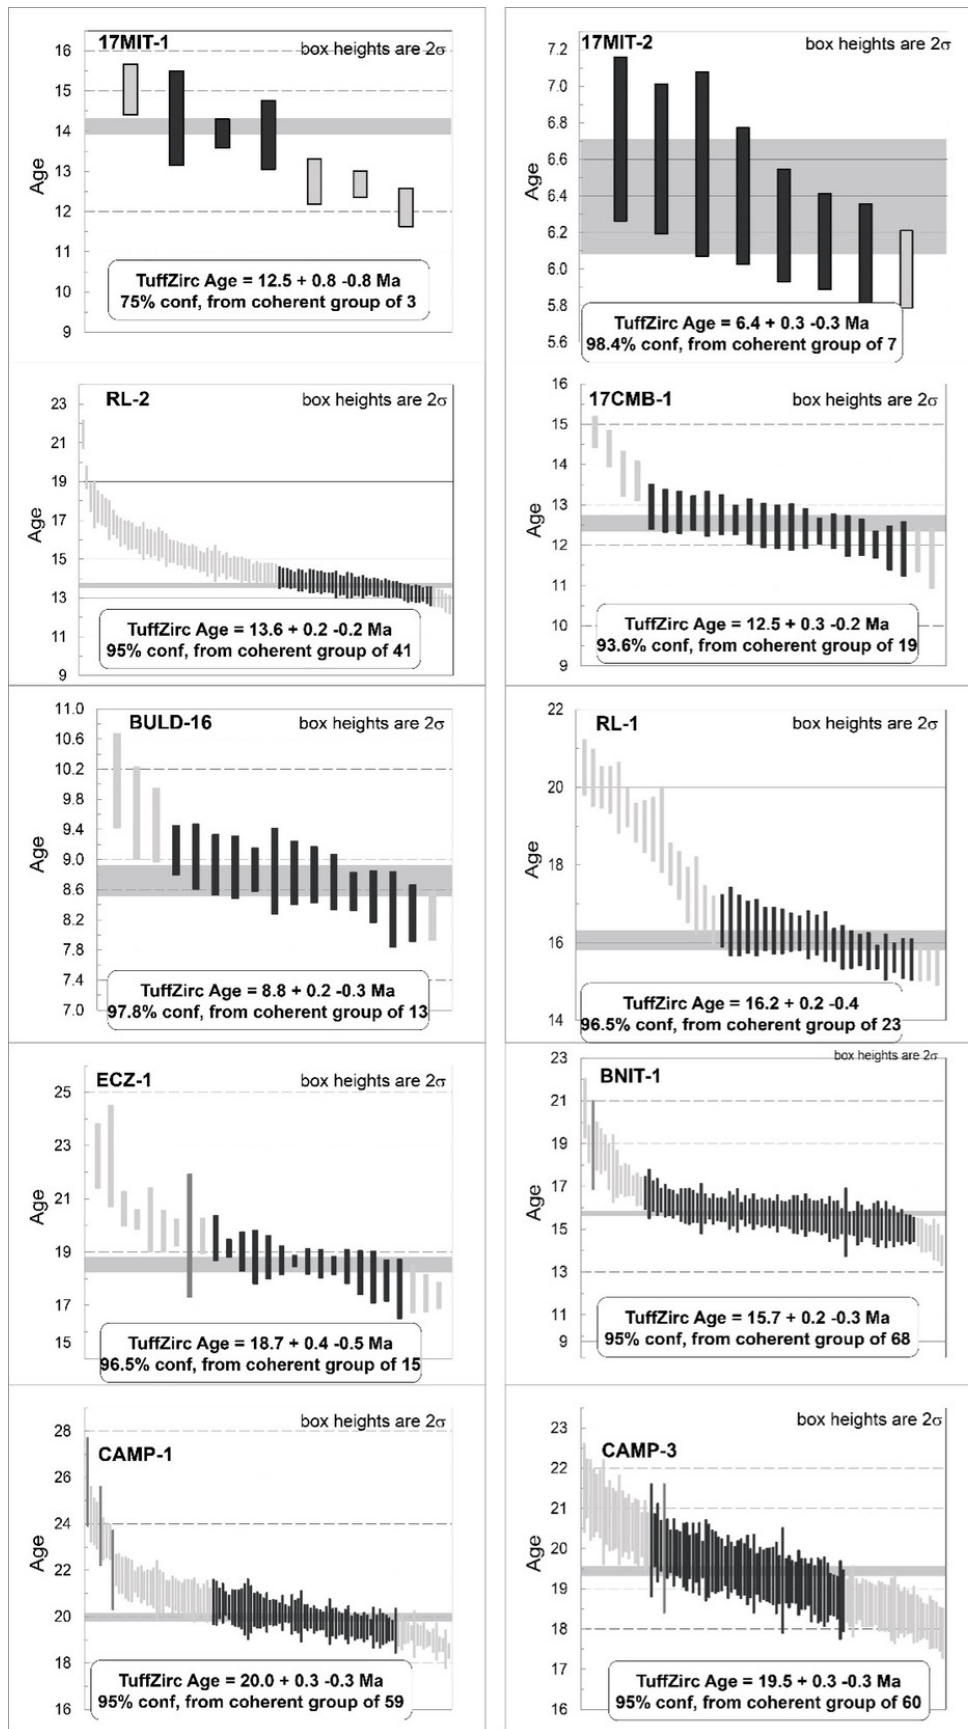 17MIT-1
box heights are 2σ
16
15
14
13
12
11
10
9
Age
TuffZirc Age = 12.5 + 0.8 -0.8 Ma
75% conf, from coherent group of 3
17MIT-2
box heights are 2σ
7.2
7.0
6.8
6.6
6.4
6.2
6.0
5.8
5.6
Age
TuffZirc Age = 6.4 + 0.3 -0.3 Ma
98.4% conf, from coherent group of 7
RL-2
box heights are 2σ
23
21
19
17
15
13
11
9
Age
TuffZirc Age = 13.6 + 0.2 -0.2 Ma
95% conf, from coherent group of 41
17CMB-1
box heights are 2σ
16
15
14
13
12
11
10
9
Age
TuffZirc Age = 12.5 + 0.3 -0.2 Ma
93.6% conf, from coherent group of 19
BULD-16
box heights are 2σ
11.0
10.6
10.2
9.8
9.4
9.0
8.6
8.2
7.8
7.4
7.0
Age
TuffZirc Age = 8.8 + 0.2 -0.3 Ma
97.8% conf, from coherent group of 13
RL-1
box heights are 2σ
22
20
18
16
14
Age
TuffZirc Age = 16.2 + 0.2 -0.4
96.5% conf, from coherent group of 23
ECZ-1
box heights are 2σ
25
23
21
19
17
15
Age
TuffZirc Age = 18.7 + 0.4 -0.5 Ma
96.5% conf, from coherent group of 15
BNIT-1
box heights are 2σ
23
21
19
17
15
13
11
9
Age
TuffZirc Age = 15.7 + 0.2 -0.3 Ma
95% conf, from coherent group of 68
CAMP-1
box heights are 2σ
28
26
24
22
20
18
16
Age
TuffZirc Age = 20.0 + 0.3 -0.3 Ma
95% conf, from coherent group of 59
CAMP-3
box heights are 2σ
23
22
21
20
19
18
17
16
Age
TuffZirc Age = 19.5 + 0.3 -0.3 Ma
95% conf, from coherent group of 60